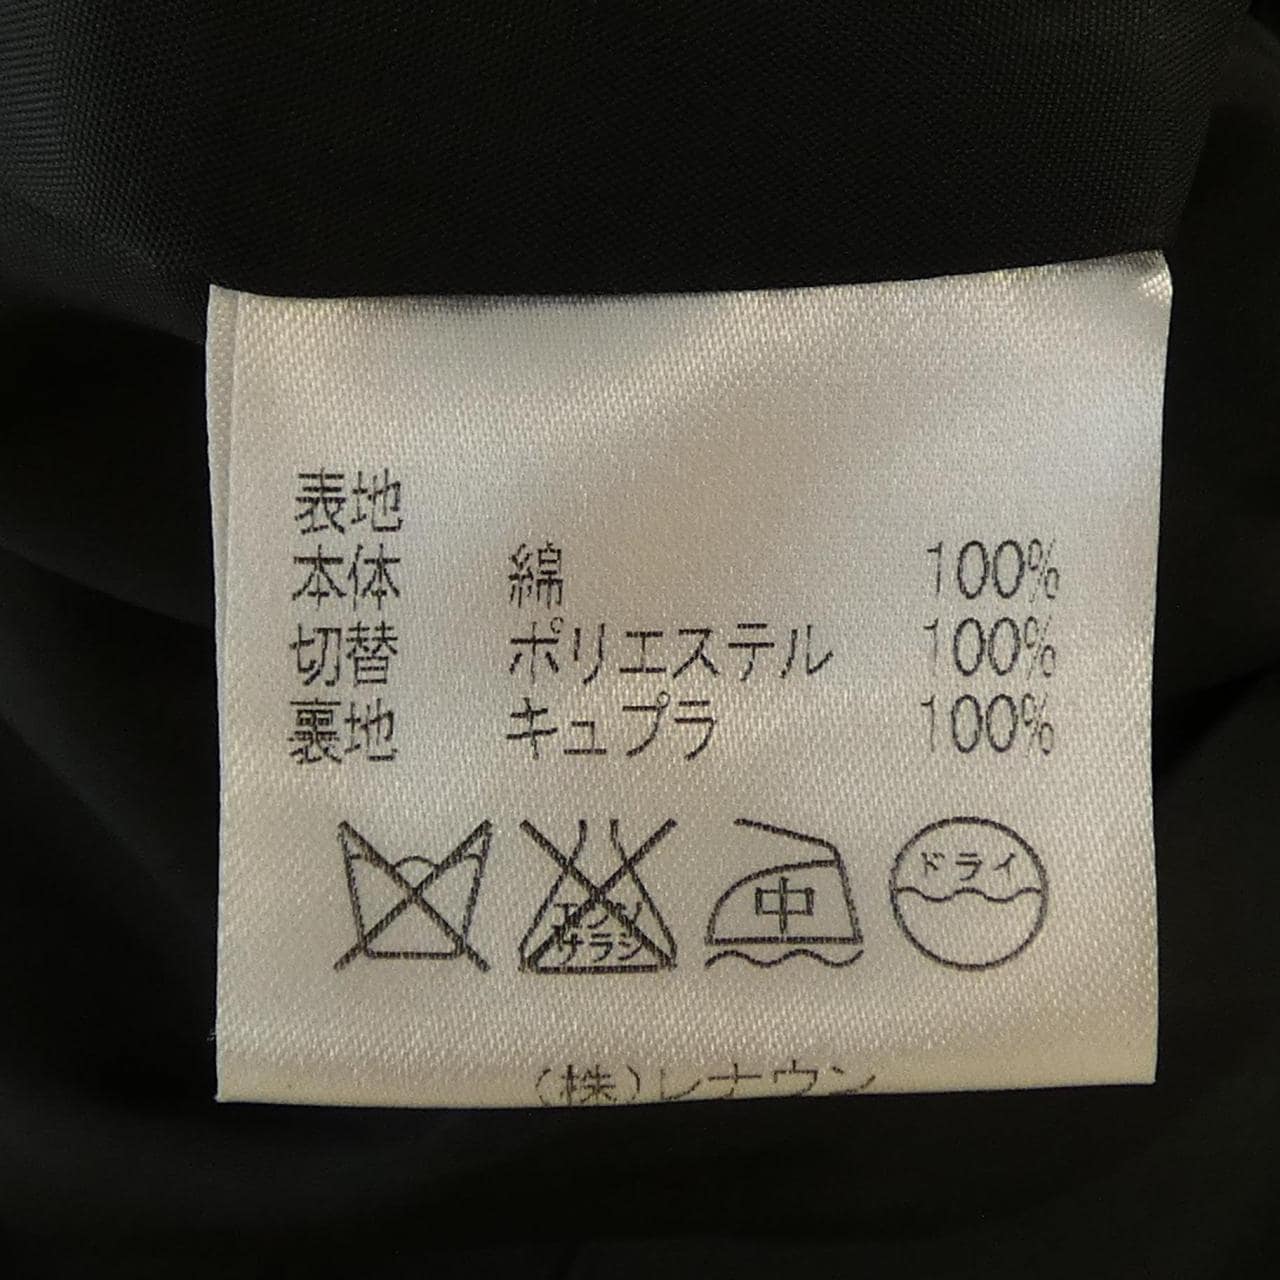 表地
本体 綿 100%
切替 ポリエステル 100%
裏地 キュプラ 100%
エンソ
サラシ
中
ドライ
(株)レナウン